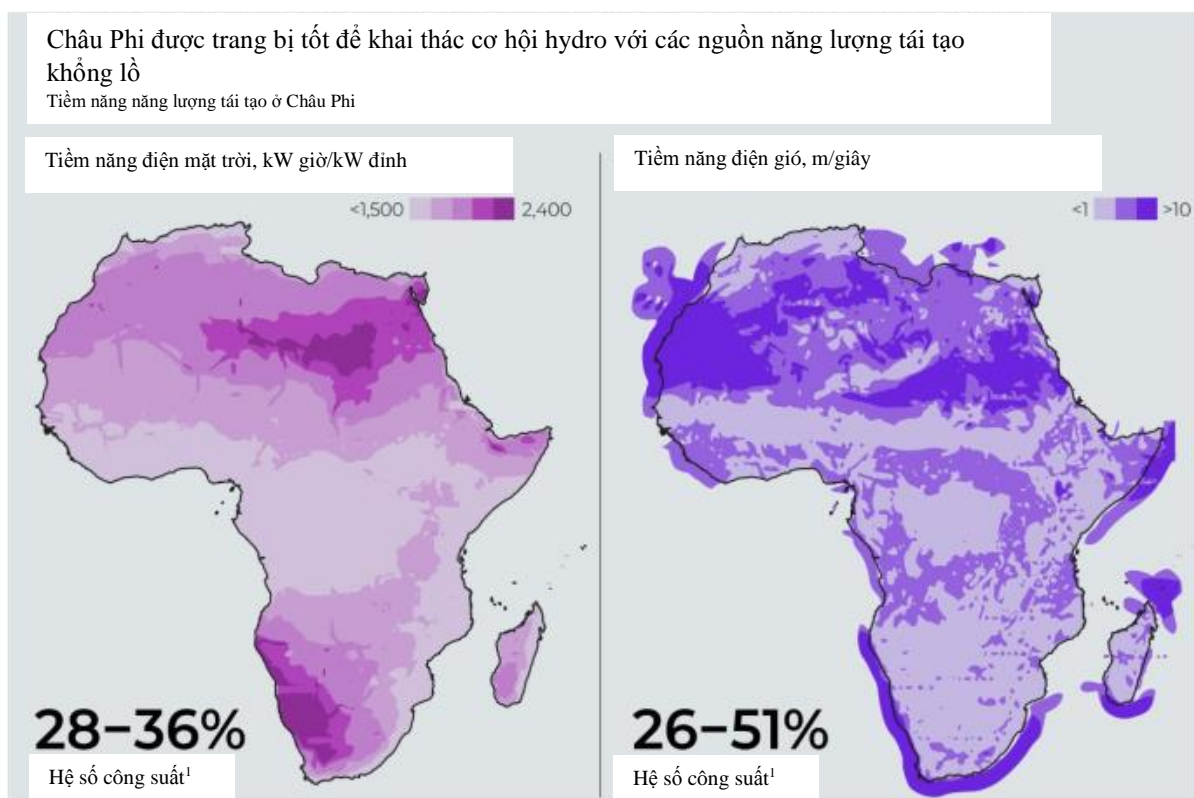 Châu Phi được trang bị tốt để khai thác cơ hội hydro với các nguồn năng lượng tái tạo
khổng lồ
Tiềm năng năng lượng tái tạo ở Châu Phi
Tiềm năng điện mặt trời, kW giờ/kW đỉnh
<1,500 2,400
28–36%
Hệ số công suất¹
Tiềm năng điện gió, m/giây
<1 >10
26–51%
Hệ số công suất¹